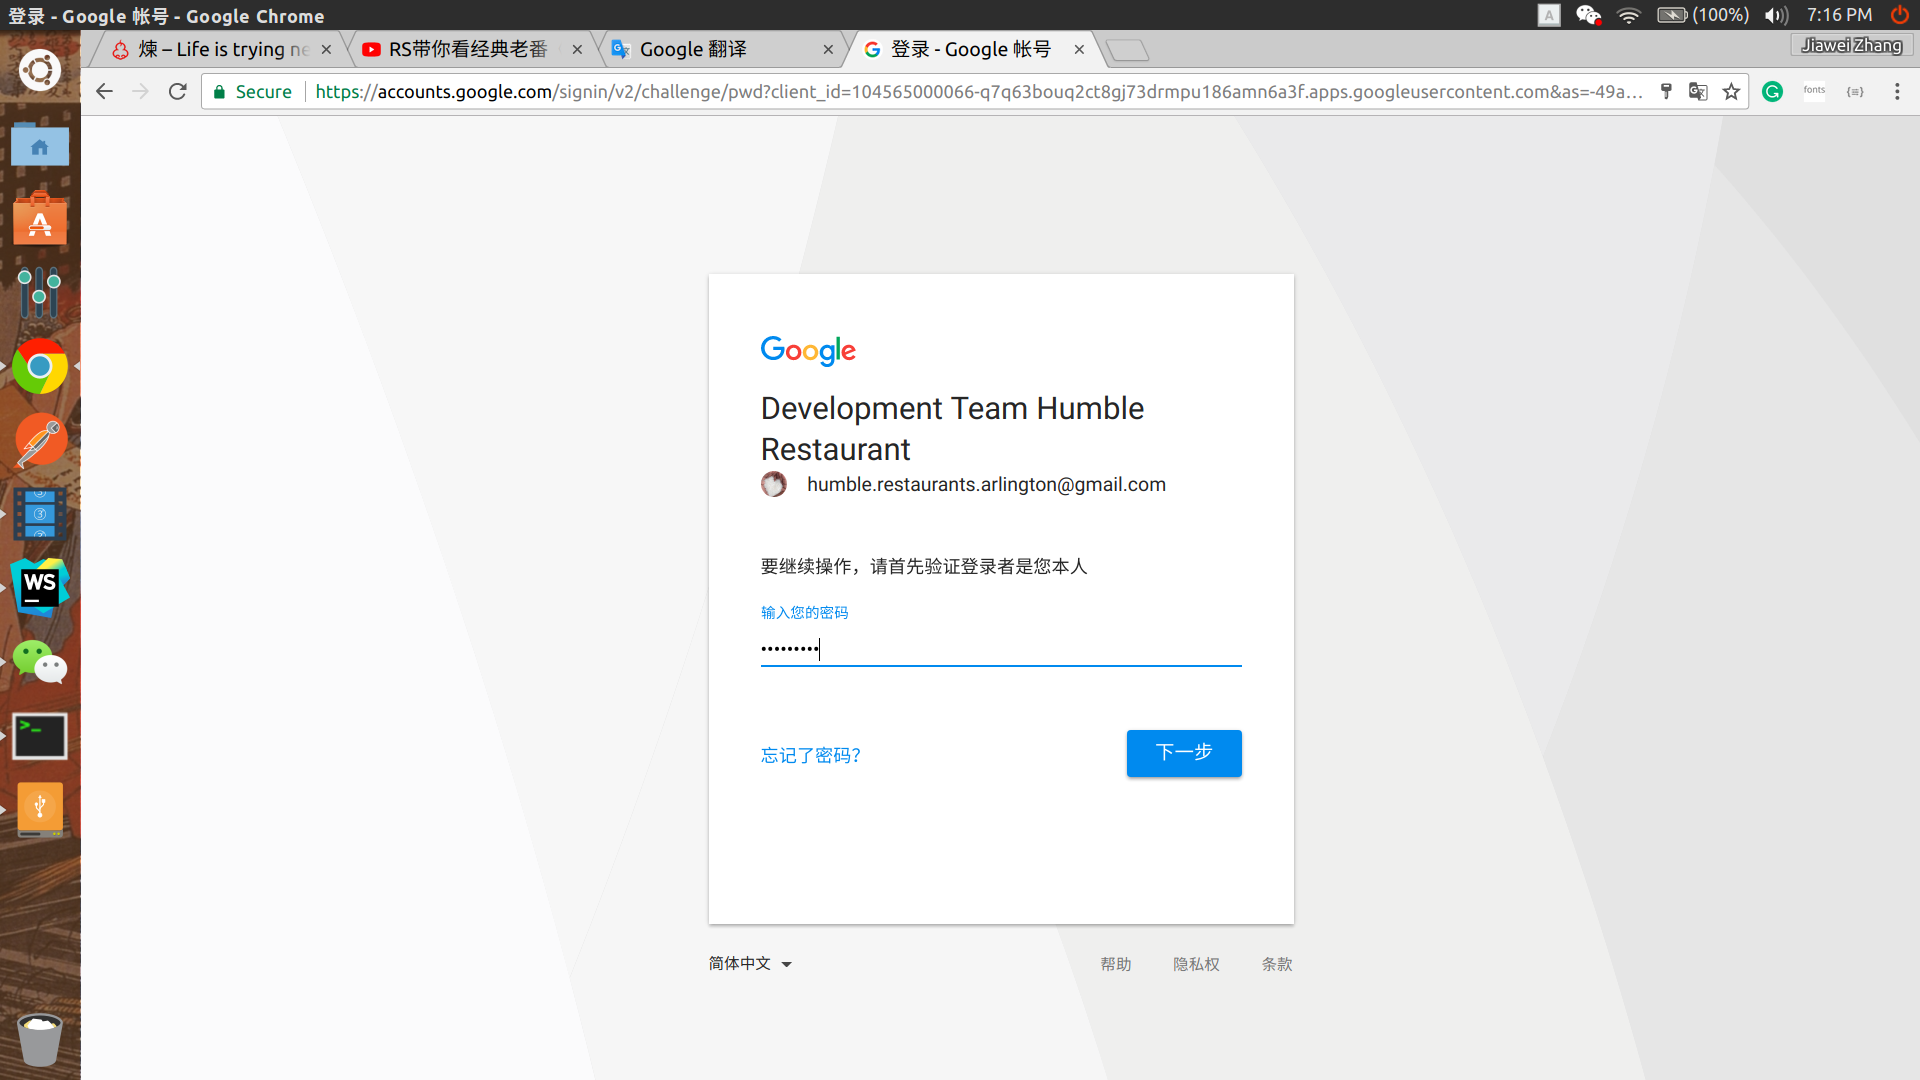 登录 - Google 帐号 - Google Chrome
A
(100%)
7:16 PM
煉 – Life is trying ne
RS带你看经典老番
Google 翻译
登录 - Google 帐号
Jiawei Zhang
Secure
https://accounts.google.com/signin/v2/challenge/pwd?client_id=104565000066-q7q63bouq2ct8gj73drmpu186amn6a3f.apps.googleusercontent.com&as=-49a...
fonts
Google
Development Team Humble
Restaurant
humble.restaurants.arlington@gmail.com
要继续操作，请首先验证登录者是您本人
输入您的密码
•••••••••
忘记了密码？
下一步
简体中文
帮助
隐私权
条款
WS